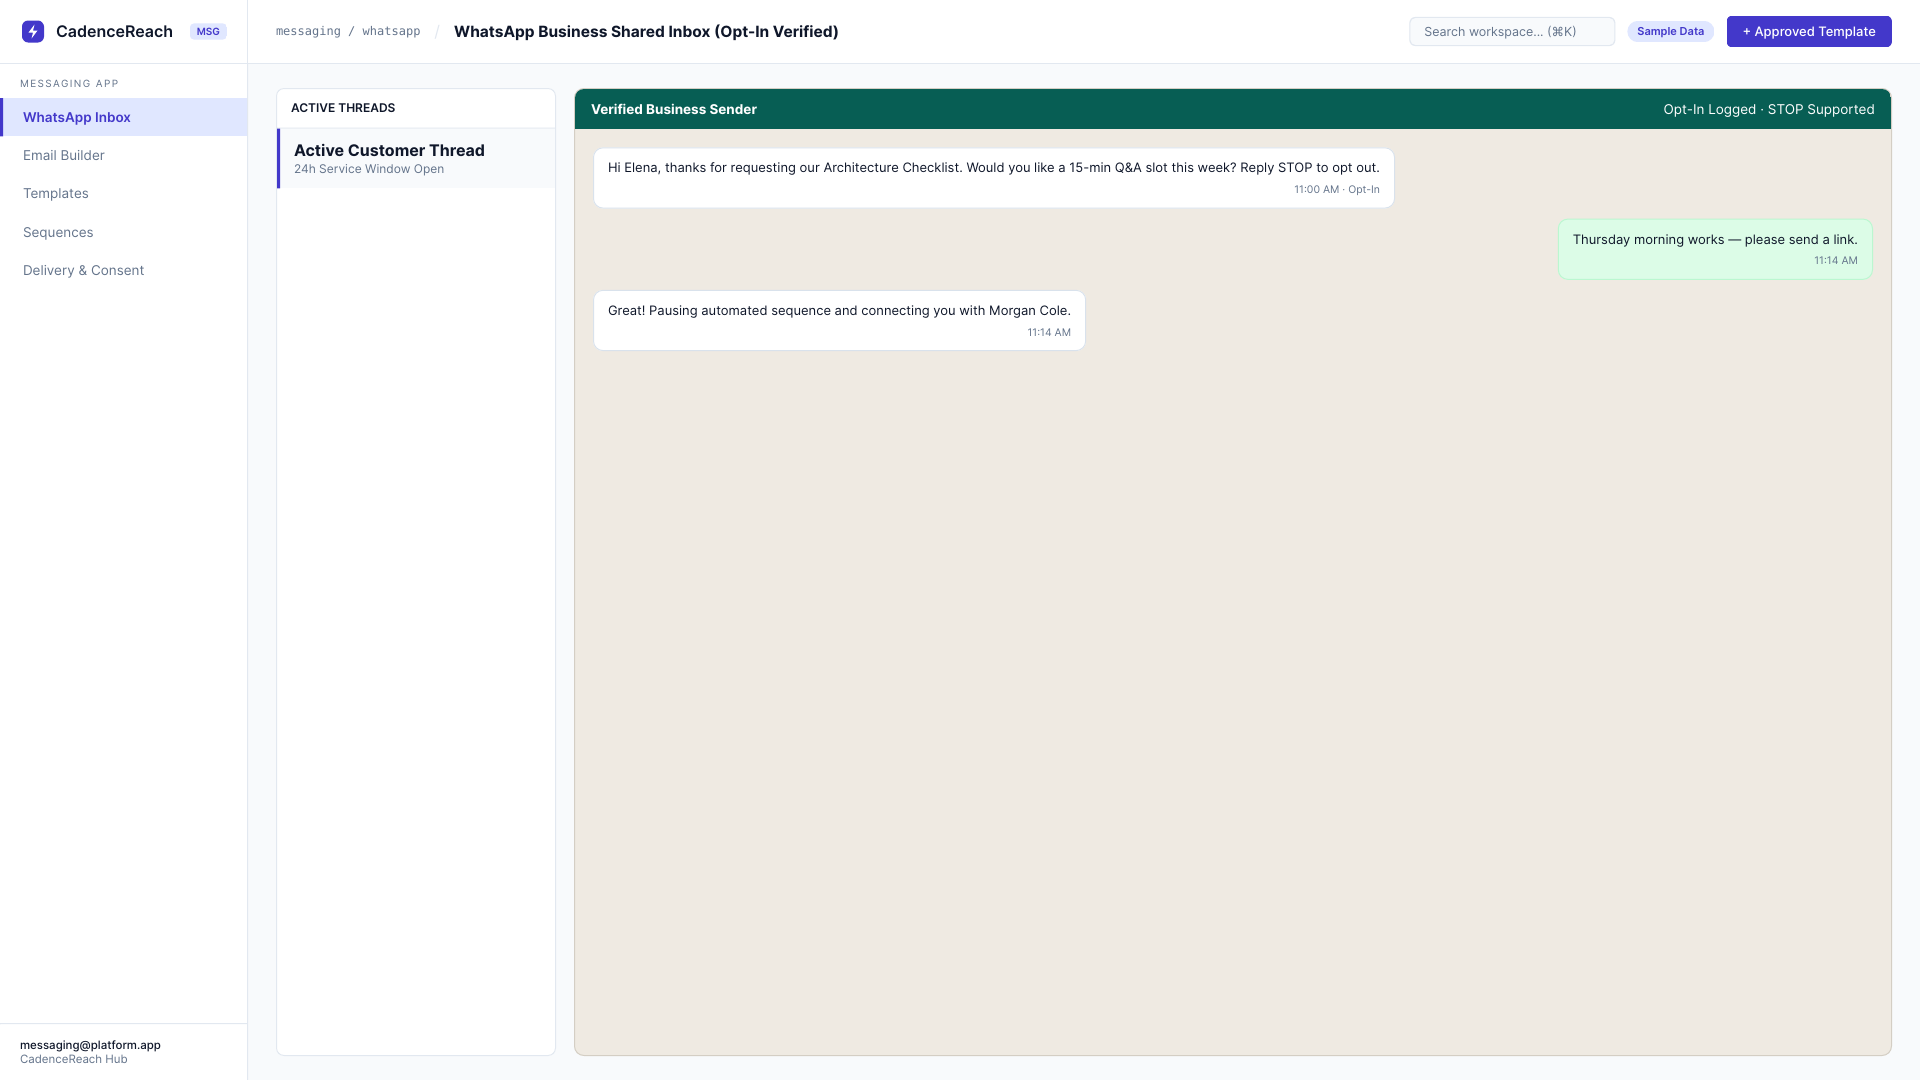 CadenceReach
MSG
MESSAGING APP
WhatsApp Inbox
Email Builder
Templates
Sequences
Delivery & Consent
messaging@platform.app
CadenceReach Hub
messaging / whatsapp / WhatsApp Business Shared Inbox (Opt-In Verified)
Search workspace... (⌘K)
Sample Data
+ Approved Template
ACTIVE THREADS
Active Customer Thread
24h Service Window Open
Verified Business Sender
Opt-In Logged · STOP Supported
Hi Elena, thanks for requesting our Architecture Checklist. Would you like a 15-min Q&A slot this week? Reply STOP to opt out.
11:00 AM · Opt-In
Thursday morning works — please send a link.
11:14 AM
Great! Pausing automated sequence and connecting you with Morgan Cole.
11:14 AM